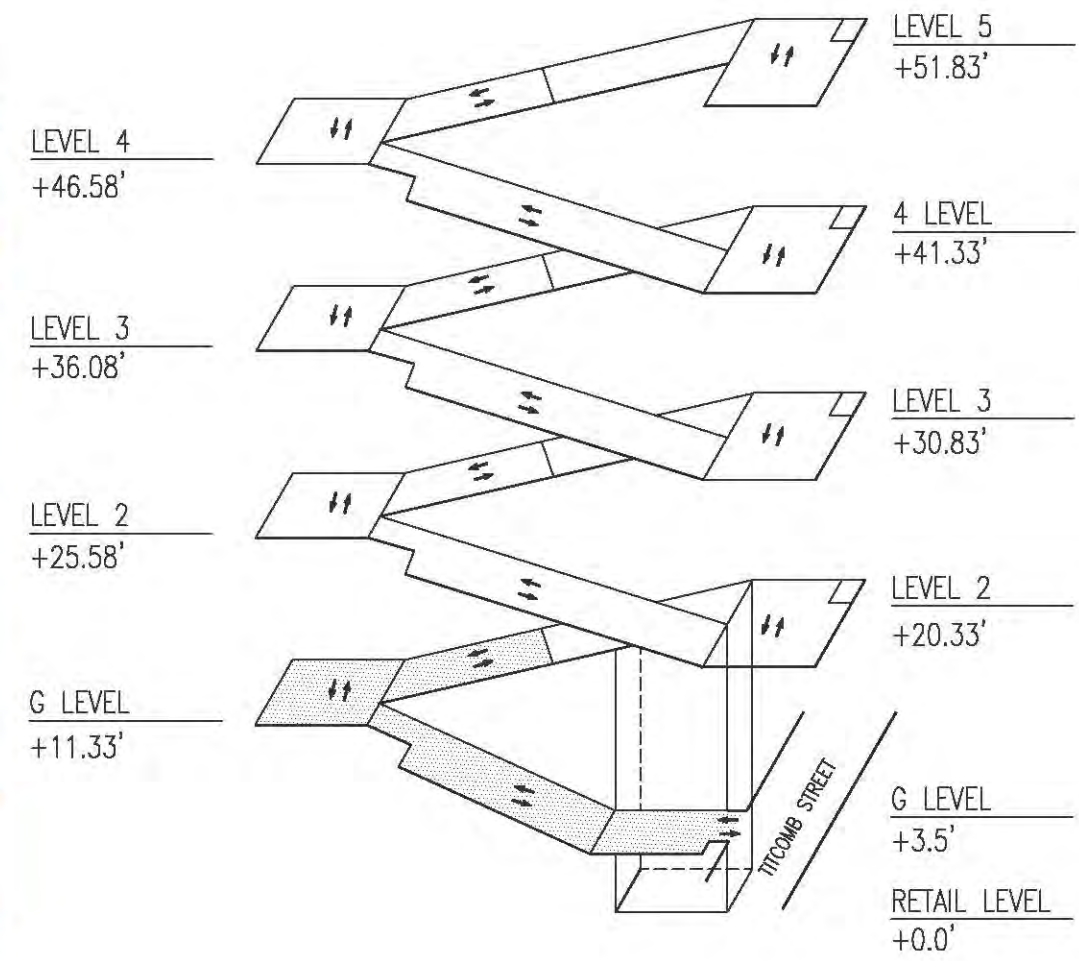 LEVEL 5
+51.83'
LEVEL 4
+46.58'
4 LEVEL
+41.33'
LEVEL 3
+36.08'
LEVEL 3
+30.83'
LEVEL 2
+25.58'
LEVEL 2
+20.33'
G LEVEL
+11.33'
TITCOMB STREET
G LEVEL
+3.5'
RETAIL LEVEL
+0.0'